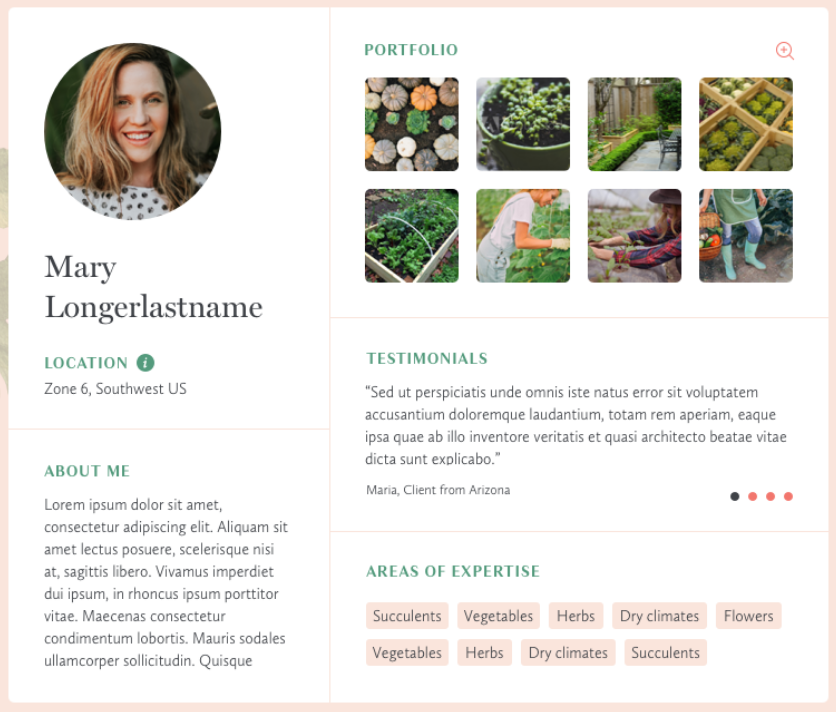 Mary
Longerlastname
LOCATION i
Zone 6, Southwest US
ABOUT ME
Lorem ipsum dolor sit amet,
consectetur adipiscing elit. Aliquam sit
amet lectus posuere, scelerisque nisi
at, sagittis libero. Vivamus imperdiet
dui ipsum, in rhoncus ipsum porttitor
vitae. Maecenas consectetur
condimentum lobortis. Mauris sodales
ullamcorper sollicitudin. Quisque
PORTFOLIO
TESTIMONIALS
“Sed ut perspiciatis unde omnis iste natus error sit voluptatem
accusantium doloremque laudantium, totam rem aperiam, eaque
ipsa quae ab illo inventore veritatis et quasi architecto beatae vitae
dicta sunt explicabo.”
Maria, Client from Arizona
AREAS OF EXPERTISE
Succulents Vegetables Herbs Dry climates Flowers
Vegetables Herbs Dry climates Succulents